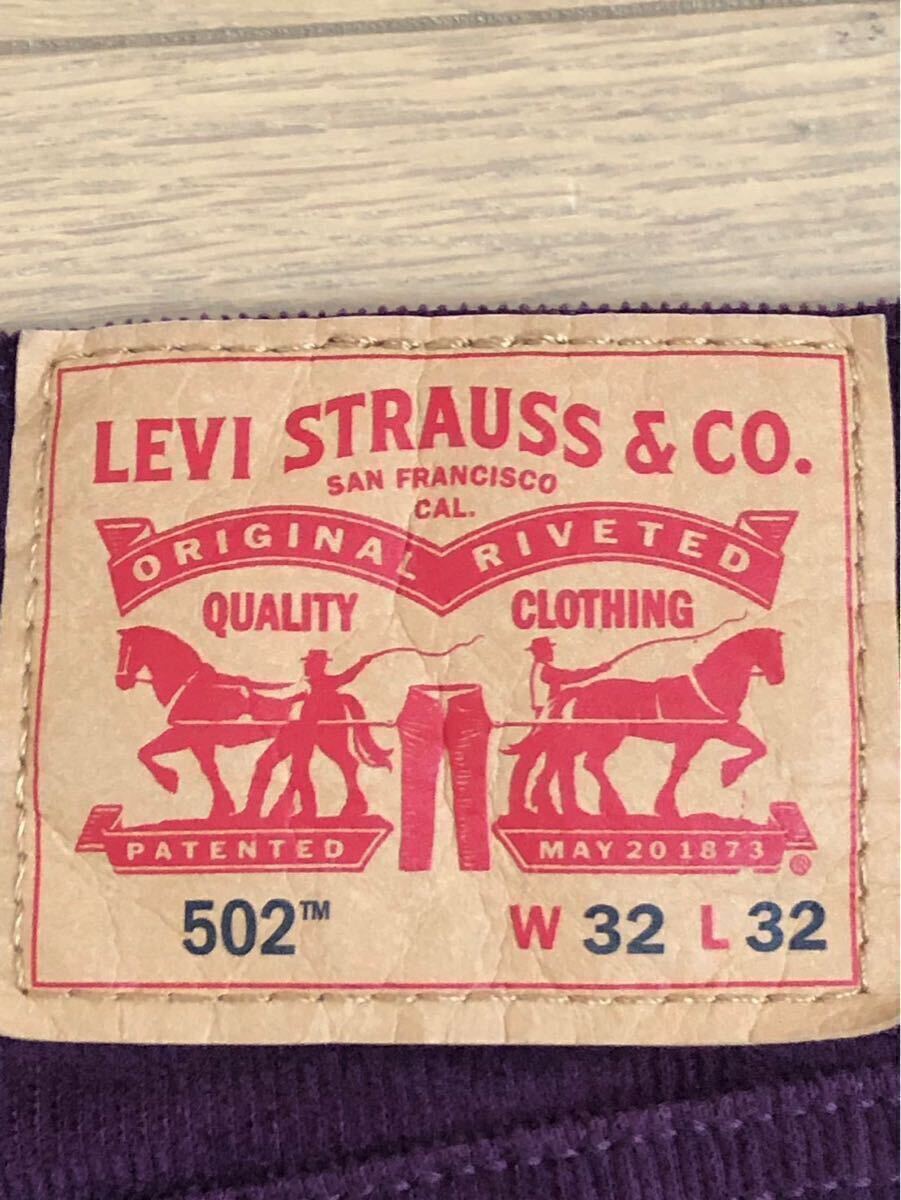 LEVI STRAUSS & CO.
SAN FRANCISCO
CAL.
ORIGINAL RIVETED
QUALITY CLOTHING
PATENTED MAY 20 1873 ®
502™ W 32 L 32